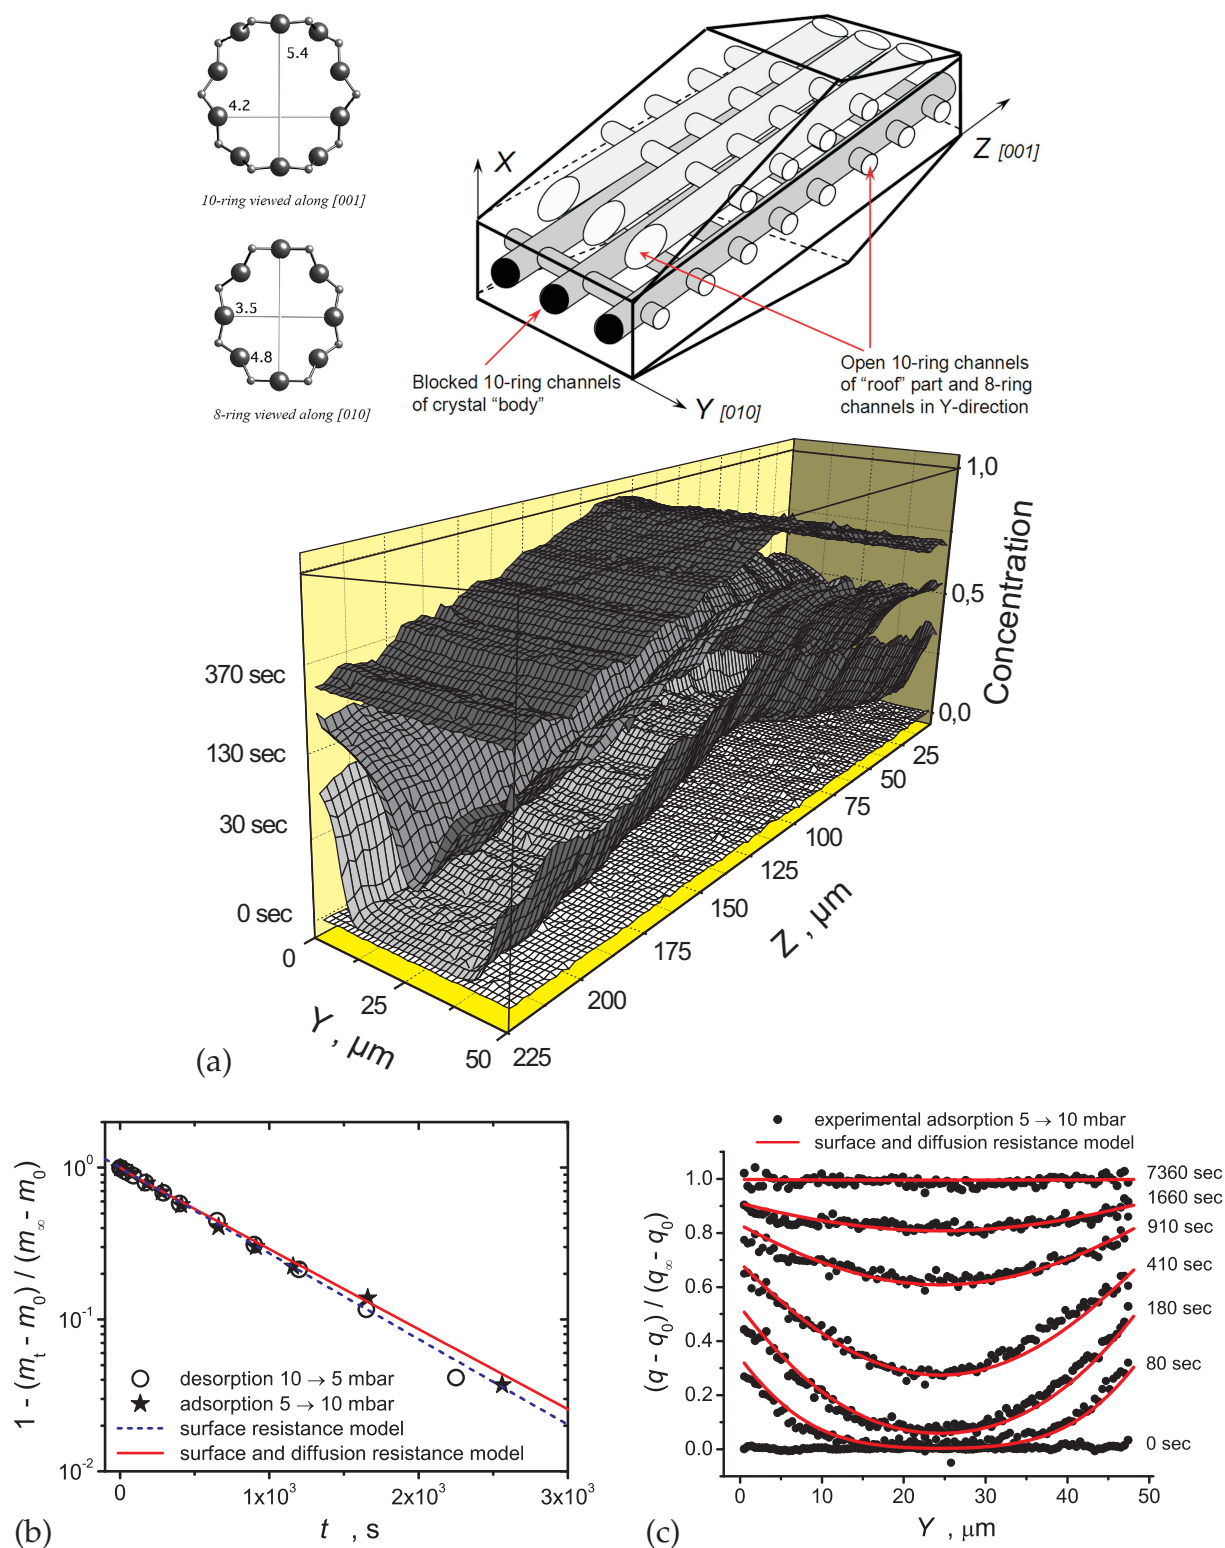 5.4
4.2
10-ring viewed along [001]
3.5
4.8
8-ring viewed along [010]
X
Z [001]
Y [010]
Blocked 10-ring channels
of crystal “body”
Open 10-ring channels
of “roof” part and 8-ring
channels in Y-direction
1,0
0,5
0,0
Concentration
370 sec
130 sec
30 sec
0 sec
0
25
50
Y , μm
225
200
175
150
125
100
75
50
25
Z , μm
(a)
10⁰
10⁻¹
10⁻²
1 - (mₜ - m₀) / (m∞ - m₀)
desorption 10 → 5 mbar
adsorption 5 → 10 mbar
surface resistance model
surface and diffusion resistance model
0
1x10³
2x10³
3x10³
t , s
(b)
experimental adsorption 5 → 10 mbar
surface and diffusion resistance model
1.0
0.8
0.6
0.4
0.2
0.0
(q - q₀) / (q∞ - q₀)
7360 sec
1660 sec
910 sec
410 sec
180 sec
80 sec
0 sec
0
10
20
30
40
50
Y , μm
(c)